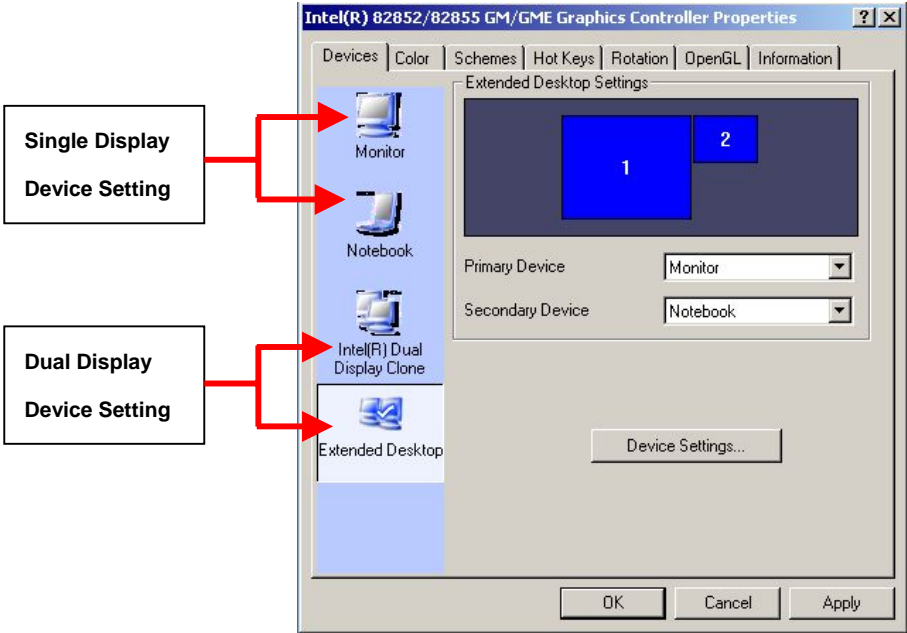 Intel(R) 82852/82855 GM/GME Graphics Controller Properties
Devices Color Schemes Hot Keys Rotation OpenGL Information
Single Display
Device Setting
Dual Display
Device Setting
Monitor
Notebook
Intel(R) Dual
Display Clone
Extended Desktop
Extended Desktop Settings
1
2
Primary Device Monitor
Secondary Device Notebook
Device Settings...
OK Cancel Apply